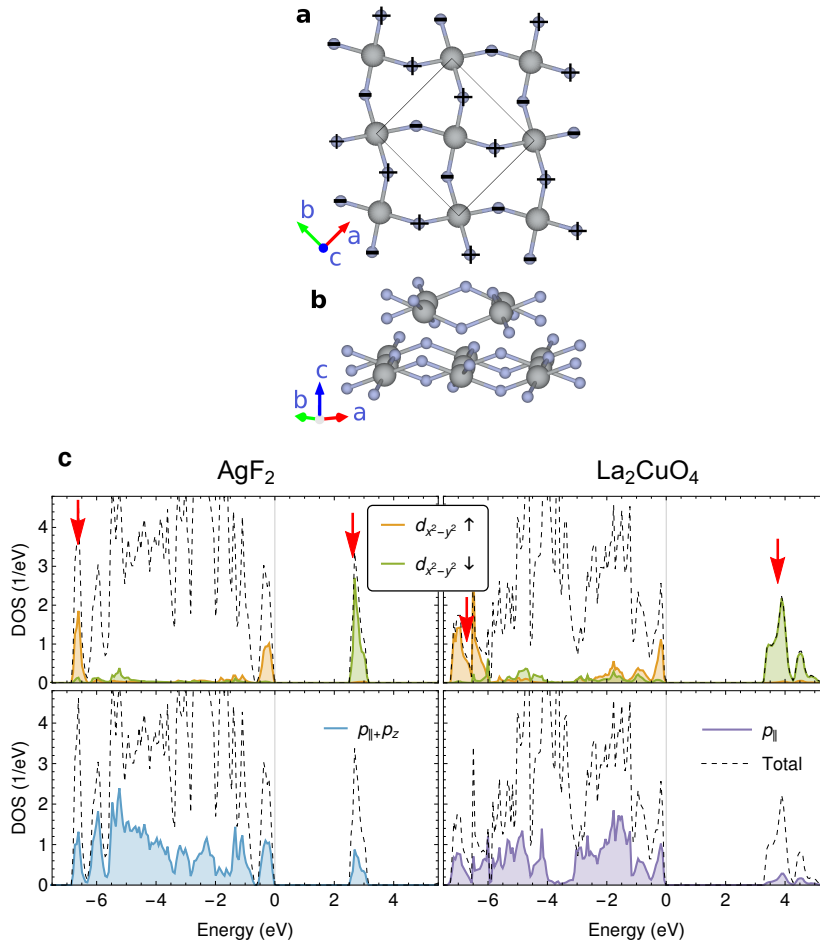 a
b
a
c
b
c
b
a
c
AgF2
La2CuO4
DOS (1/eV)
4
3
2
1
0
dx²−y² ↑
dx²−y² ↓
DOS (1/eV)
4
3
2
1
0
p∥+pz
p∥
Total
−6 −4 −2 0 2 4
−6 −4 −2 0 2 4
Energy (eV)
Energy (eV)